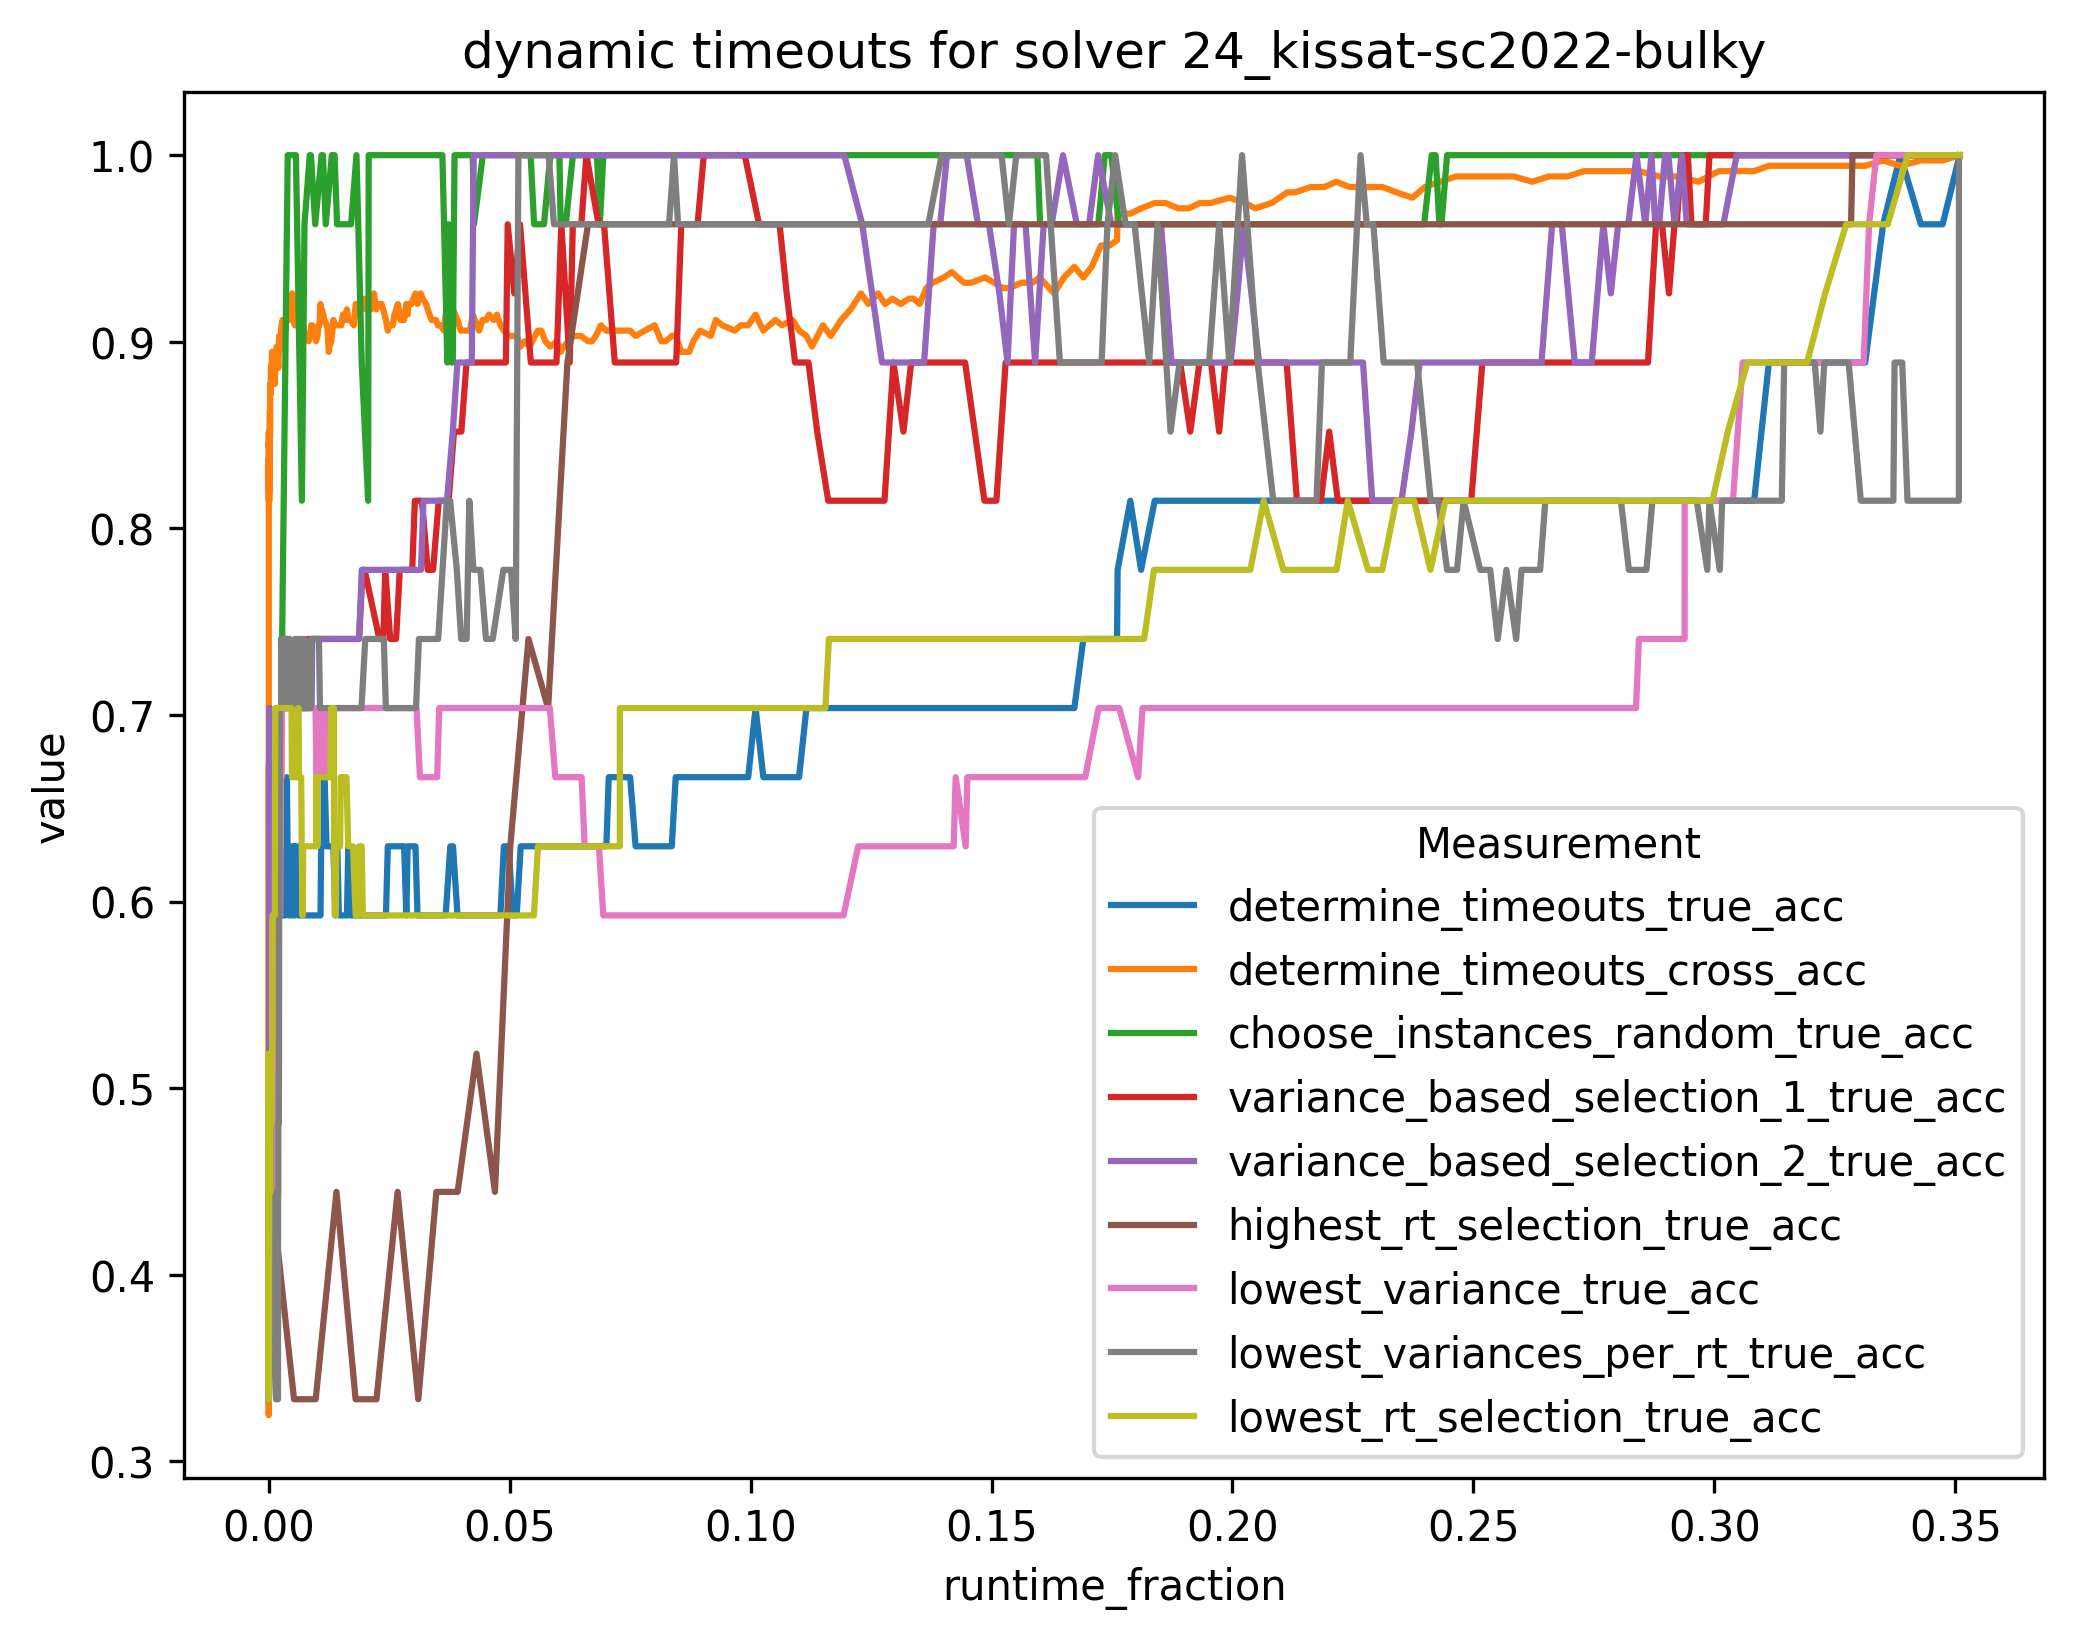 dynamic timeouts for solver 24_kissat-sc2022-bulky
1.0
0.9
0.8
0.7
0.6
0.5
0.4
0.3
value
Measurement
determine_timeouts_true_acc
determine_timeouts_cross_acc
choose_instances_random_true_acc
variance_based_selection_1_true_acc
variance_based_selection_2_true_acc
highest_rt_selection_true_acc
lowest_variance_true_acc
lowest_variances_per_rt_true_acc
lowest_rt_selection_true_acc
0.00 0.05 0.10 0.15 0.20 0.25 0.30 0.35
runtime_fraction